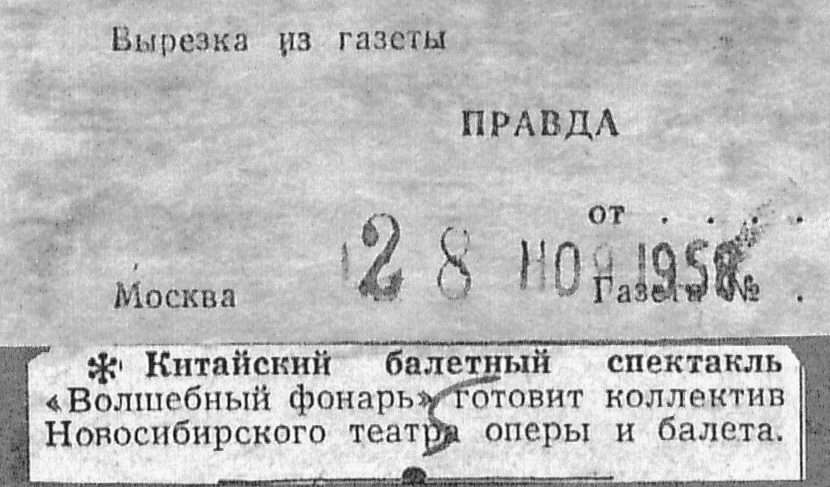 Вырезка из газеты
ПРАВДА
от . . . .
28 НОЯ 1958
Москва Газета № .
* Китайский балетный спектакль
«Волшебный фонарь» готовит коллектив
Новосибирского театра оперы и балета.